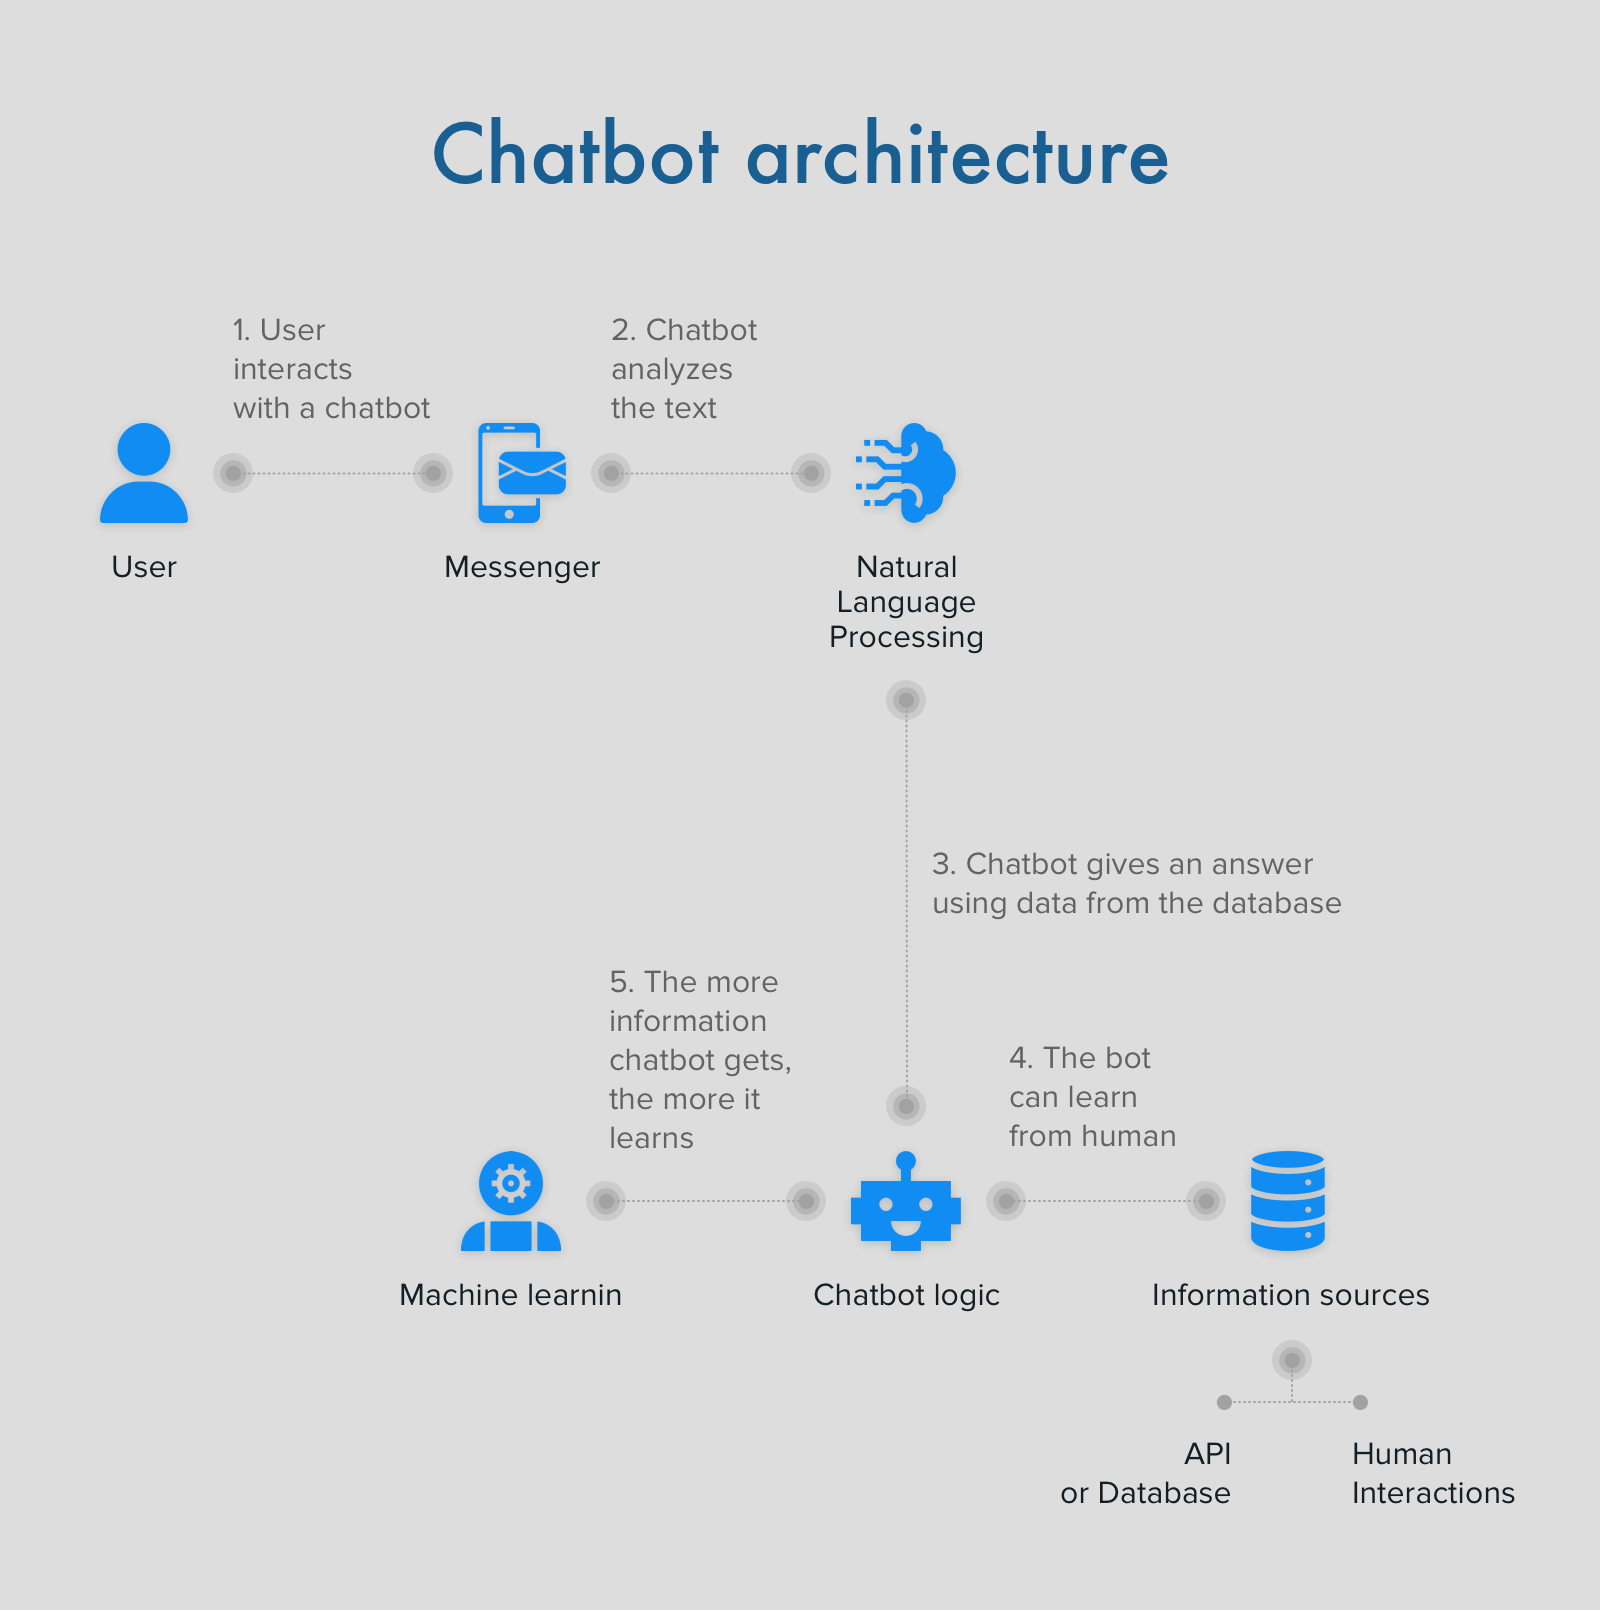 Chatbot architecture
1. User
interacts
with a chatbot
2. Chatbot
analyzes
the text
User
Messenger
Natural
Language
Processing
3. Chatbot gives an answer
using data from the database
5. The more
information
chatbot gets,
the more it
learns
4. The bot
can learn
from human
Machine learnin
Chatbot logic
Information sources
API
or Database
Human
Interactions